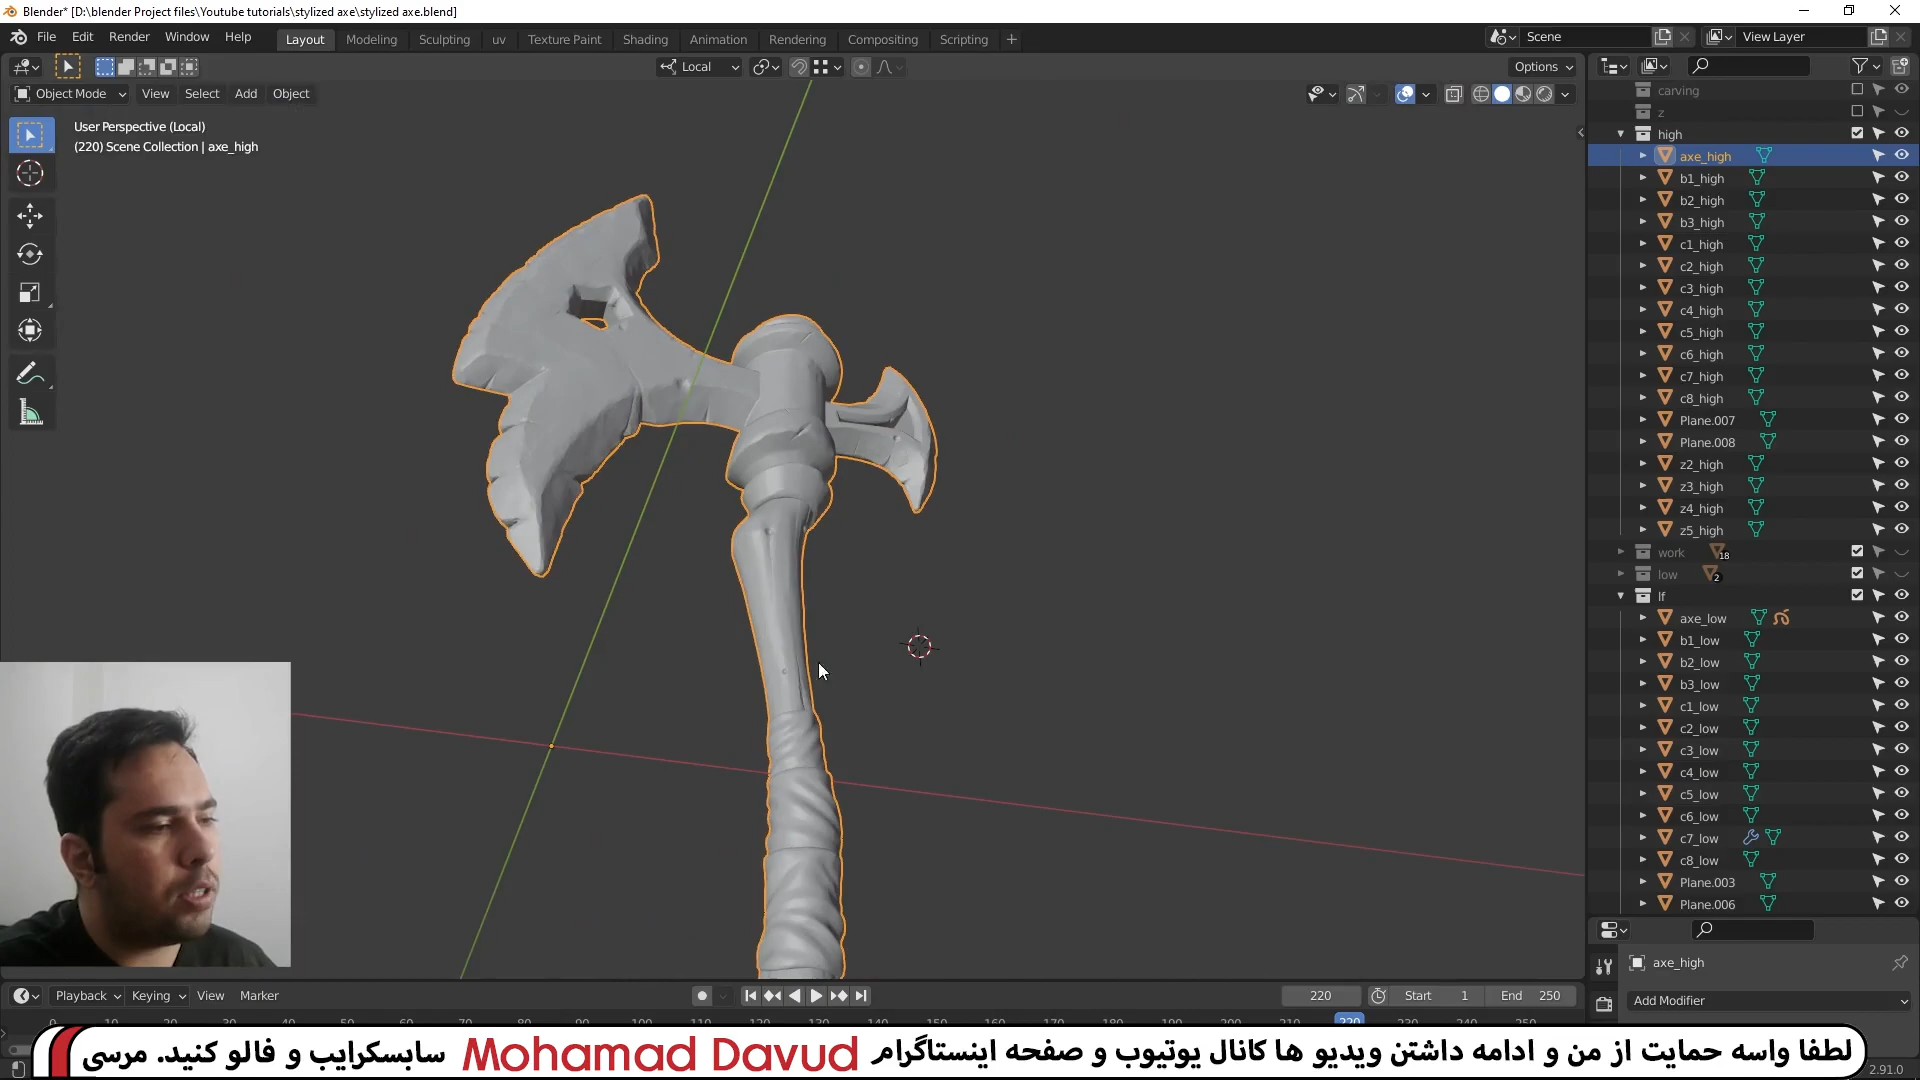 Blender* [D:\blender Project files\Youtube tutorials\stylized axe\stylized axe.blend]
File Edit Render Window Help Layout Modeling Sculpting uv Texture Paint Shading Animation Rendering Compositing Scripting + Scene View Layer
Local Options
Object Mode View Select Add Object
User Perspective (Local)
(220) Scene Collection | axe_high
carving
z
high
axe_high
b1_high
b2_high
b3_high
c1_high
c2_high
c3_high
c4_high
c5_high
c6_high
c7_high
c8_high
Plane.007
Plane.008
z2_high
z3_high
z4_high
z5_high
work 18
low 2
lf
axe_low
b1_low
b2_low
b3_low
c1_low
c2_low
c3_low
c4_low
c5_low
c6_low
c7_low
c8_low
Plane.003
Plane.006
axe_high
Add Modifier
Playback Keying View Marker 220 Start 1 End 250
لطفا واسه حمایت از من و ادامه داشتن ویدیو ها کانال یوتیوب و صفحه اینستاگرام Mohamad Davud سابسکرایب و فالو کنید. مرسی
2.91.0